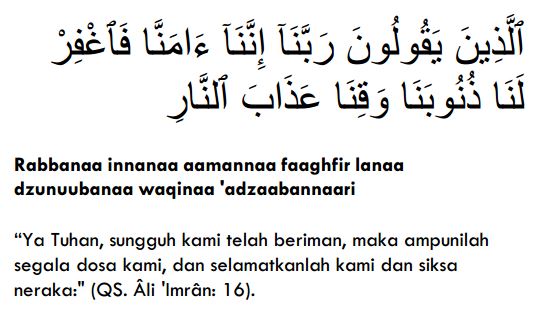 ٱلَّذِينَ يَقُولُونَ رَبَّنَآ إِنَّنَآ ءَامَنَّا فَٱغْفِرْ
لَنَا ذُنُوبَنَا وَقِنَا عَذَابَ ٱلنَّارِ
Rabbanaa innanaa aamannaa faaghfir lanaa
dzunuubanaa waqinaa 'adzaabannaari
“Ya Tuhan, sungguh kami telah beriman, maka ampunilah
segala dosa kami, dan selamatkanlah kami dan siksa
neraka:" (QS. Âli 'Imrân: 16).